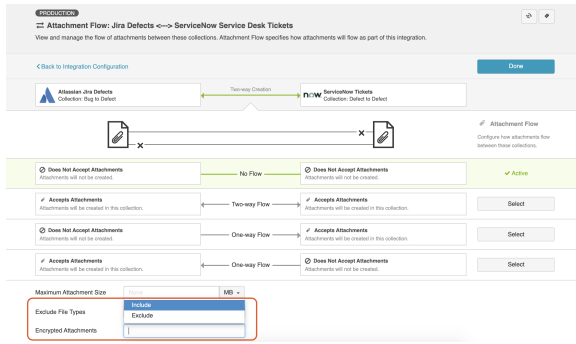 PRODUCTION
Attachment Flow: Jira Defects <—> ServiceNow Service Desk Tickets
View and manage the flow of attachments between these collections. Attachment Flow specifies how attachments will flow as part of this integration.
Back to Integration Configuration
Done
Atlassian Jira Defects
Collection: Bug to Defect
Two-way Creation
now
ServiceNow Tickets
Collection: Defect to Defect
Attachment Flow
Configure how attachments flow
between these collections.
Does Not Accept Attachments
Attachments will not be created.
No Flow
Does Not Accept Attachments
Attachments will not be created.
Active
Accepts Attachments
Attachments will be created in this collection.
Two-way Flow
Accepts Attachments
Attachments will be created in this collection.
Select
Does Not Accept Attachments
Attachments will not be created.
One-way Flow
Accepts Attachments
Attachments will be created in this collection.
Select
Accepts Attachments
Attachments will be created in this collection.
One-way Flow
Does Not Accept Attachments
Attachments will not be created.
Select
Maximum Attachment Size
None
MB
Exclude File Types
Include
Exclude
Encrypted Attachments